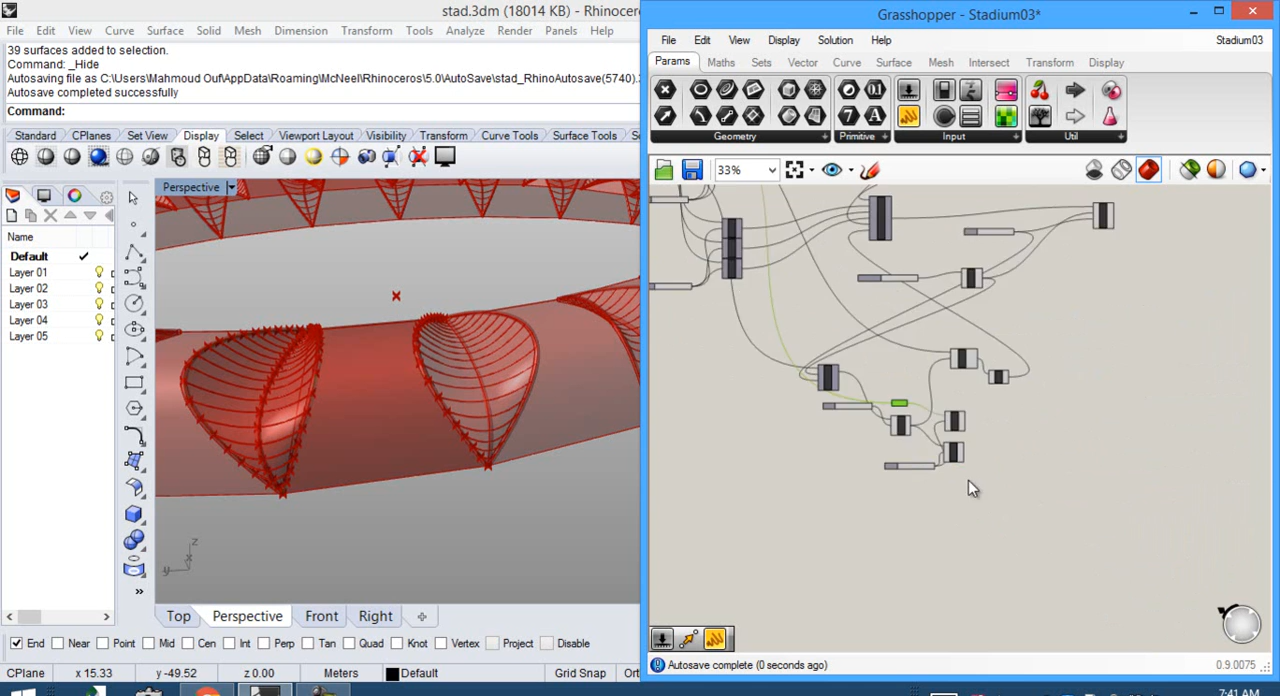 stad.3dm (18014 KB) - Rhinoce
File Edit View Curve Surface Solid Mesh Dimension Transform Tools Analyze Render Panels Help
39 surfaces added to selection.
Command: _Hide
Autosaving file as C:\Users\Mahmoud Ouf\AppData\Roaming\McNeel\Rhinoceros\5.0\AutoSave\stad_RhinoAutosave(5740).
Autosave completed successfully
Command:
Standard CPlanes Set View Display Select Viewport Layout Visibility Transform Curve Tools Surface Tools S
Perspective
Name
Default ✓
Layer 01
Layer 02
Layer 03
Layer 04
Layer 05
z
x
y
Top Perspective Front Right
End Near Point Mid Cen Int Perp Tan Quad Knot Vertex Project Disable
CPlane x 15.33 y -49.52 z 0.00 Meters Default Grid Snap Ort
Grasshopper - Stadium03*
File Edit View Display Solution Help Stadium03
Params Maths Sets Vector Curve Surface Mesh Intersect Transform Display
Geometry Primitive Input Util
33%
Autosave complete (0 seconds ago) 0.9.0075
7:41 AM